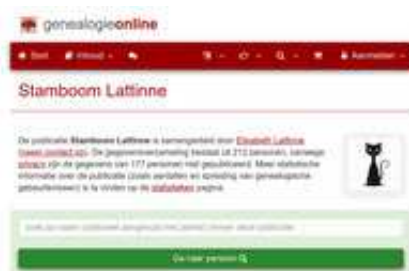 genealogieonline
Start Inhoud Aanmelden
Stamboom Lattinne
De publicatie Stamboom Lattinne is samengesteld door Elisabeth Lattinne
(neem contact op). De gegevensverzameling bestaat uit 212 personen, vanwege
privacy zijn de gegevens van 177 personen niet gepubliceerd. Meer statistische
informatie over de publicatie (zoals aantallen en spreiding van genealogische
gebeurtenissen) is te vinden op de statistieken pagina.
Ga naar persoon